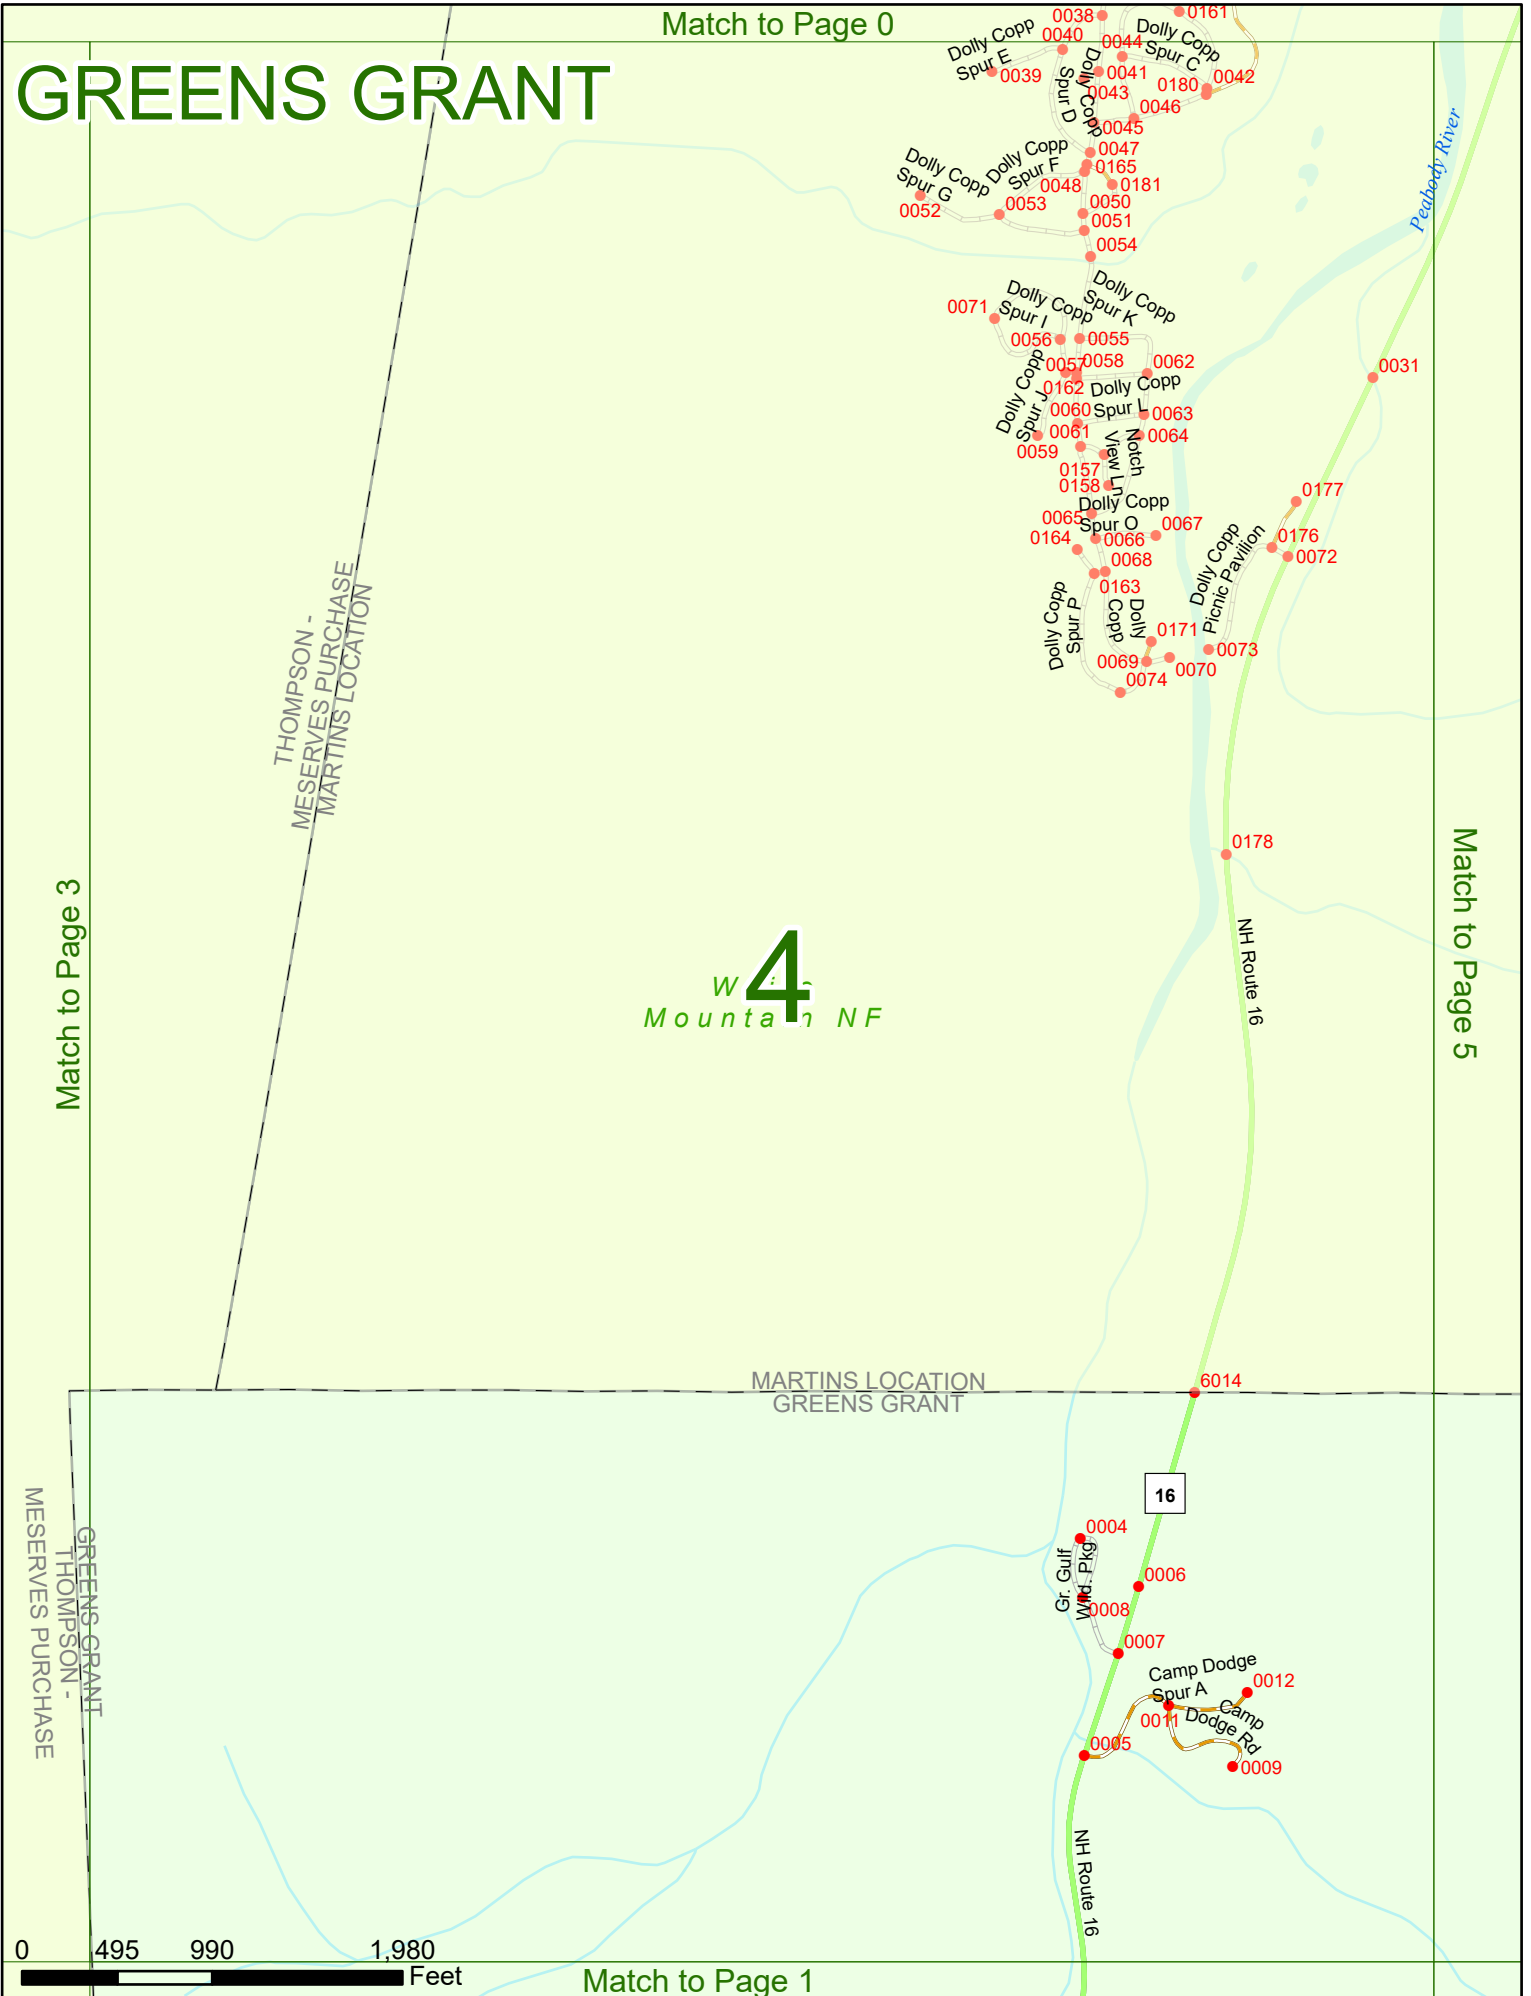 Match to Page 0
GREENS GRANT
0038
0161
0040
0044
Dolly Copp
Spur E
Dolly Copp
Spur C
0039
0041
0043
0180
0042
Spur D
Dolly Copp
0045
0046
0047
0165
0048
0181
Dolly Copp
Spur F
Dolly Copp
Spur G
0052
0053
0050
0051
0054
Peabody River
Dolly Copp
Spur K
Dolly Copp
Spur I
0071
0056
0055
0057
0058
0062
0162
0031
Dolly Copp
Spur J
Dolly Copp
Spur L
0060
0063
0061
0064
0059
Notch
View Ln
0157
0158
0177
Dolly Copp
Spur O
0065
0067
0164
0066
0176
0072
0068
0163
Dolly Copp
Picnic Pavilion
Dolly Copp
Spur P
Dolly
Copp
0171
0073
0069
0070
0074
THOMPSON -
MESERVES PURCHASE
MARTINS LOCATION
0178
Match to Page 3
Match to Page 5
NH Route 16
4
Mountain NF
MARTINS LOCATION
GREENS GRANT
6014
16
0004
Gr. Gulf
Wild. Pkg
0006
0008
0007
Camp Dodge
Spur A
0012
0011
Camp
Dodge Rd
0005
0009
GREENS GRANT
THOMPSON -
MESERVES PURCHASE
NH Route 16
0 495 990 1,980
Feet
Match to Page 1